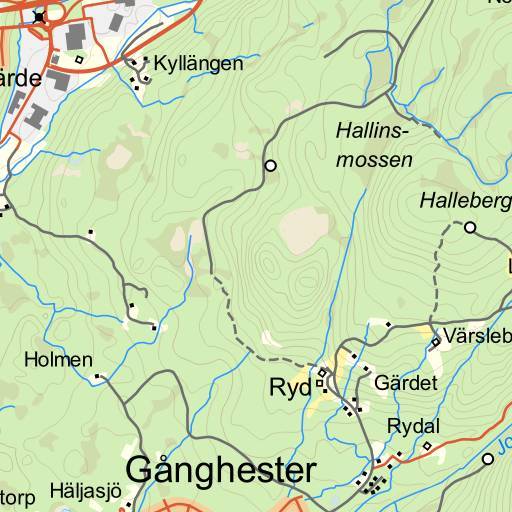 Kyllängen
ärde
Hallins-
mossen
Halleberg
Värsleb
Holmen
Ryd
Gärdet
Rydal
Gånghester
Häljasjö
torp